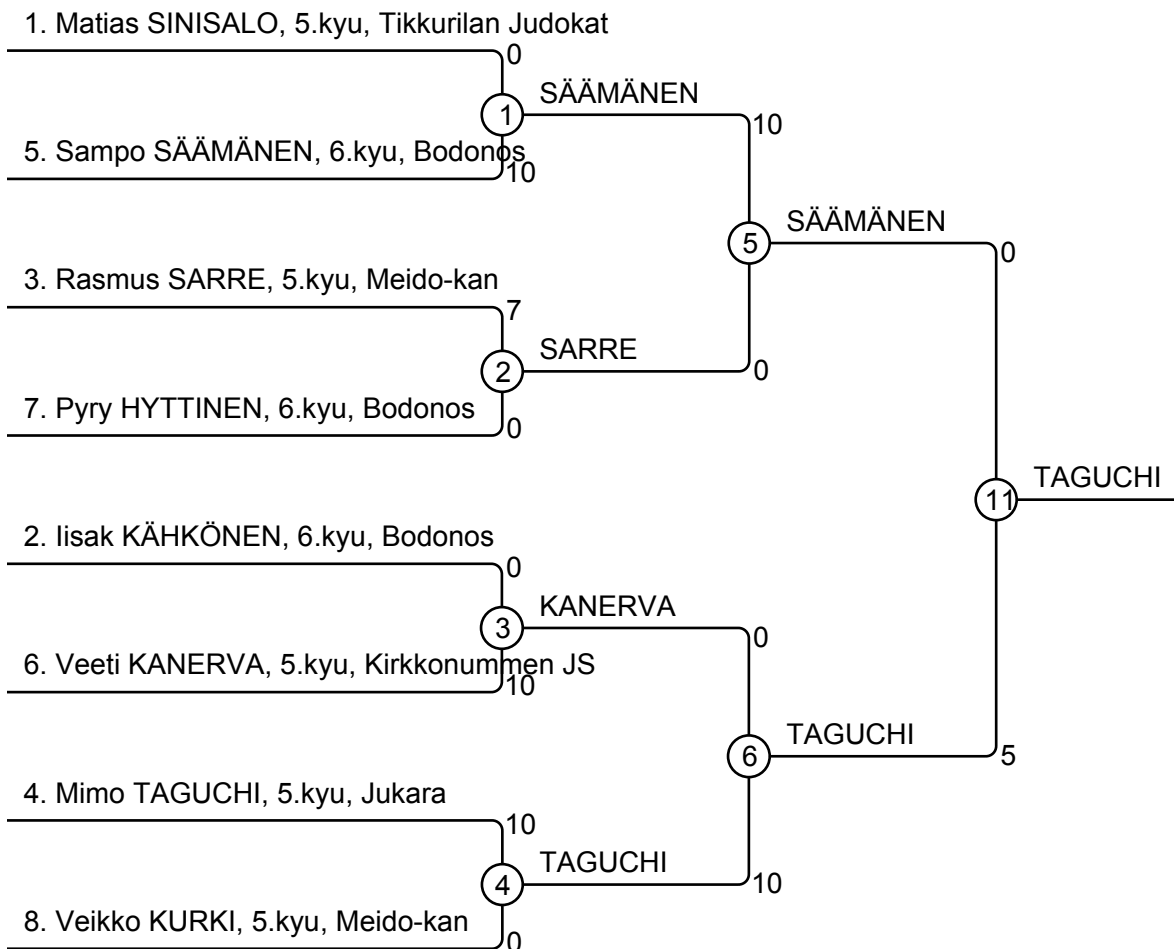 1. Matias SINISALO, 5.kyu, Tikkurilan Judokat
0
1
SÄÄMÄNEN
10
5. Sampo SÄÄMÄNEN, 6.kyu, Bodonos
10
5
SÄÄMÄNEN
0
3. Rasmus SARRE, 5.kyu, Meido-kan
7
2
SARRE
0
7. Pyry HYTTINEN, 6.kyu, Bodonos
0
11
TAGUCHI
2. Iisak KÄHKÖNEN, 6.kyu, Bodonos
0
3
KANERVA
0
6. Veeti KANERVA, 5.kyu, Kirkkonummen JS
10
6
TAGUCHI
5
4. Mimo TAGUCHI, 5.kyu, Jukara
10
4
TAGUCHI
10
8. Veikko KURKI, 5.kyu, Meido-kan
0